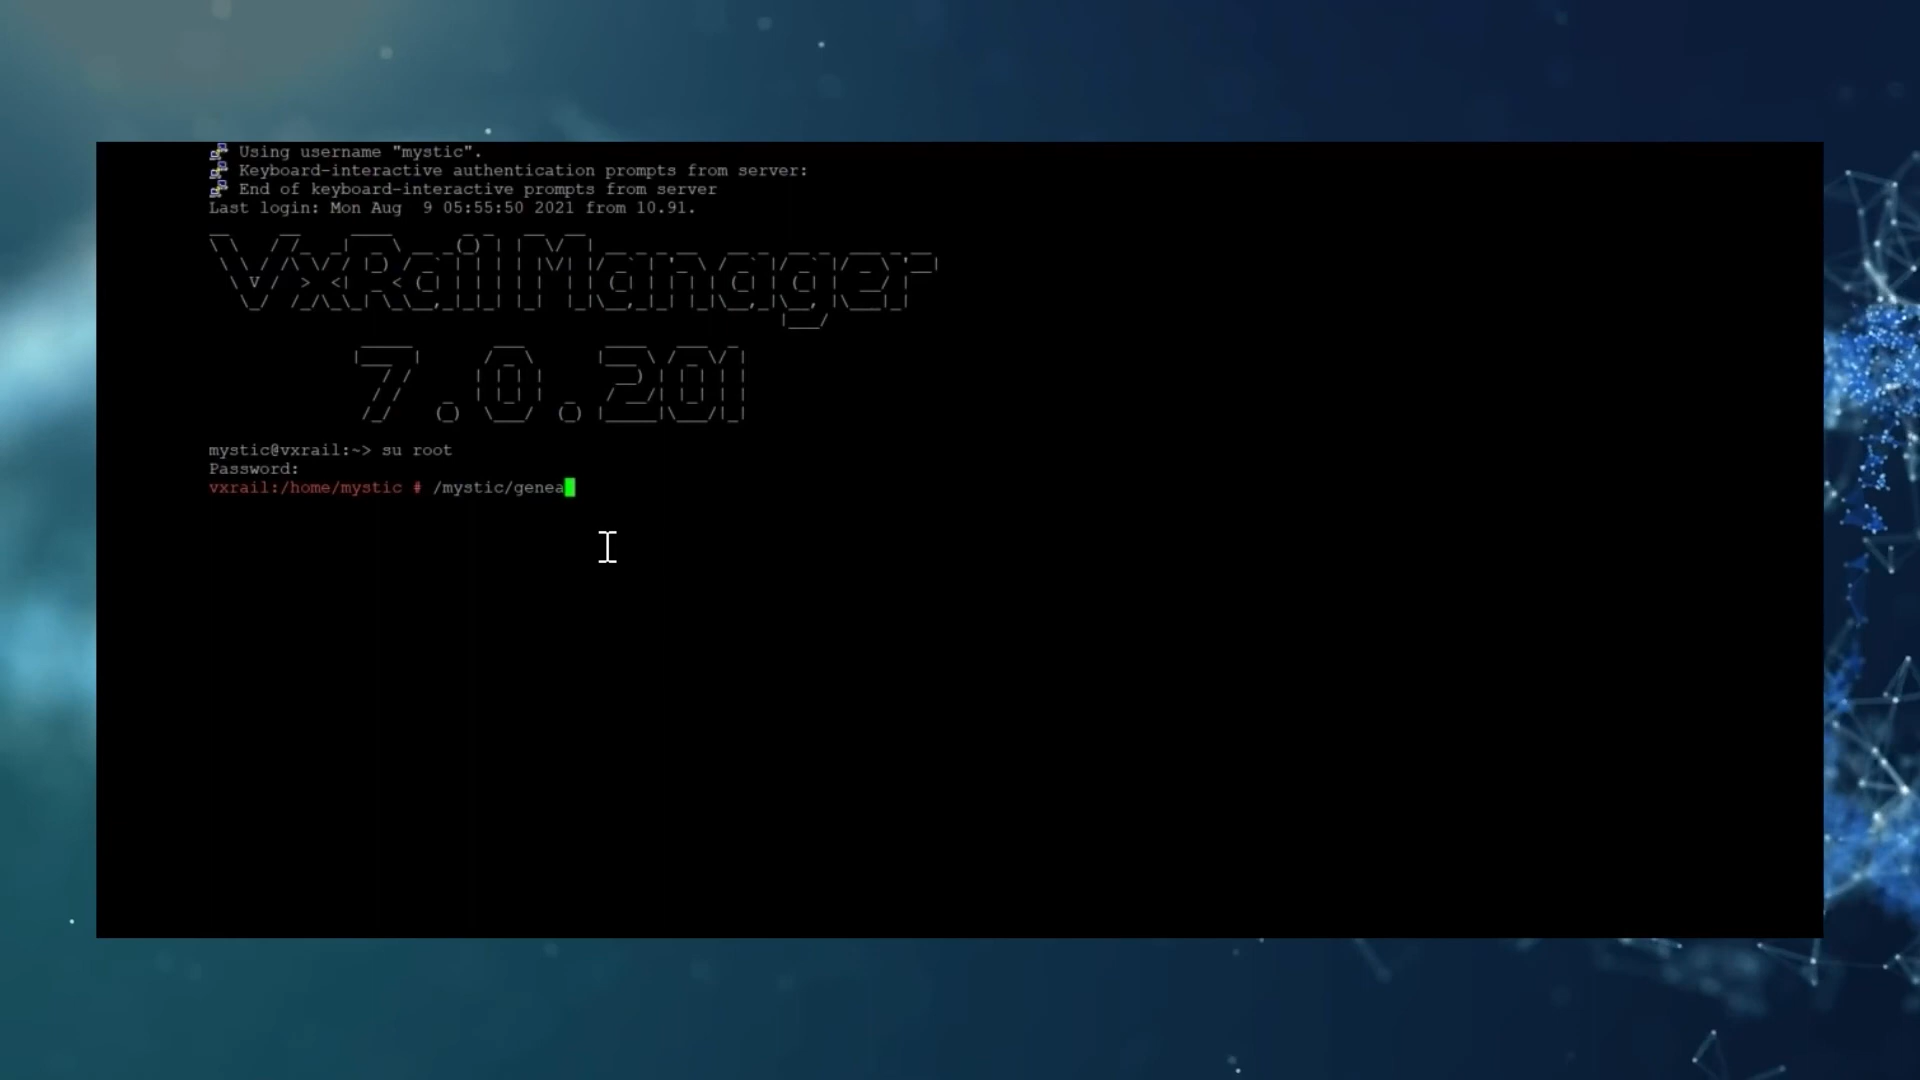 Using username "mystic".
Keyboard-interactive authentication prompts from server:
End of keyboard-interactive prompts from server
Last login: Mon Aug  9 05:55:50 2021 from 10.91.
VxRail Manager
7.0.201
mystic@vxrail:~> su root
Password:
vxrail:/home/mystic # /mystic/genea